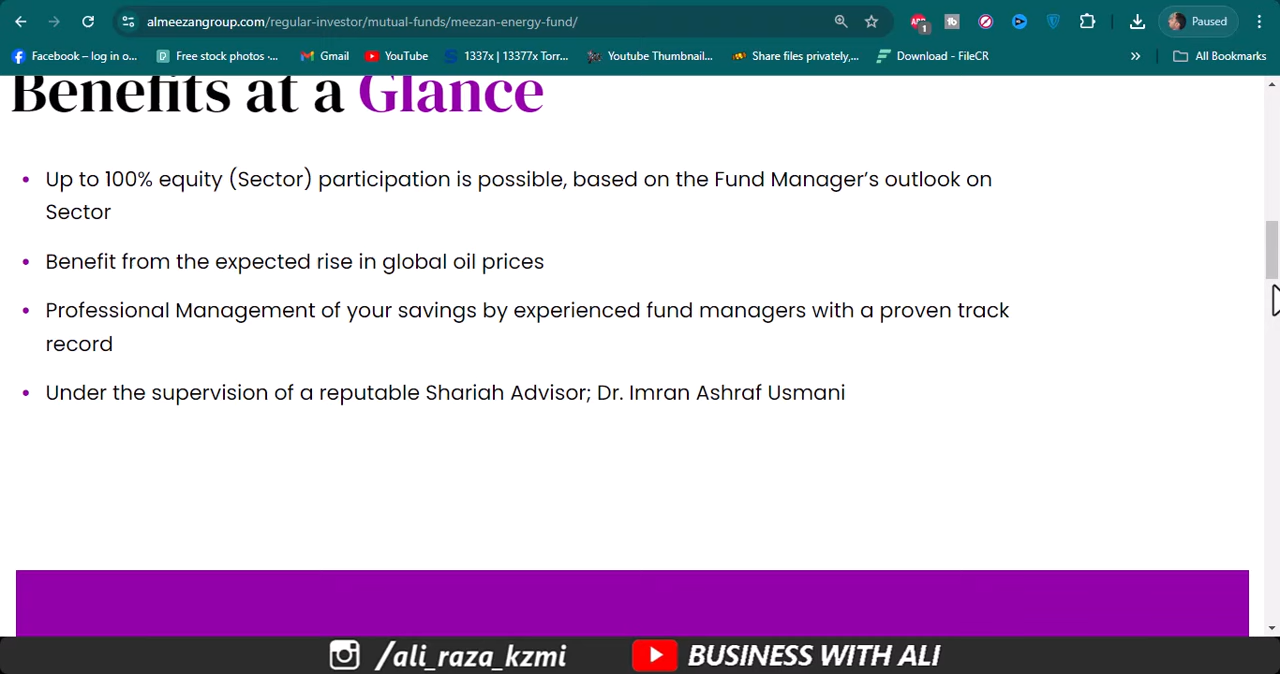 almeezangroup.com/regular-investor/mutual-funds/meezan-energy-fund/
Paused
Facebook – log in o...
Free stock photos ·...
Gmail
YouTube
1337x | 13377x Torr...
Youtube Thumbnail...
Share files privately,...
Download - FileCR
»
All Bookmarks
Benefits at a Glance
• Up to 100% equity (Sector) participation is possible, based on the Fund Manager’s outlook on
Sector
• Benefit from the expected rise in global oil prices
• Professional Management of your savings by experienced fund managers with a proven track
record
• Under the supervision of a reputable Shariah Advisor; Dr. Imran Ashraf Usmani
/ali_raza_kzmi
BUSINESS WITH ALI